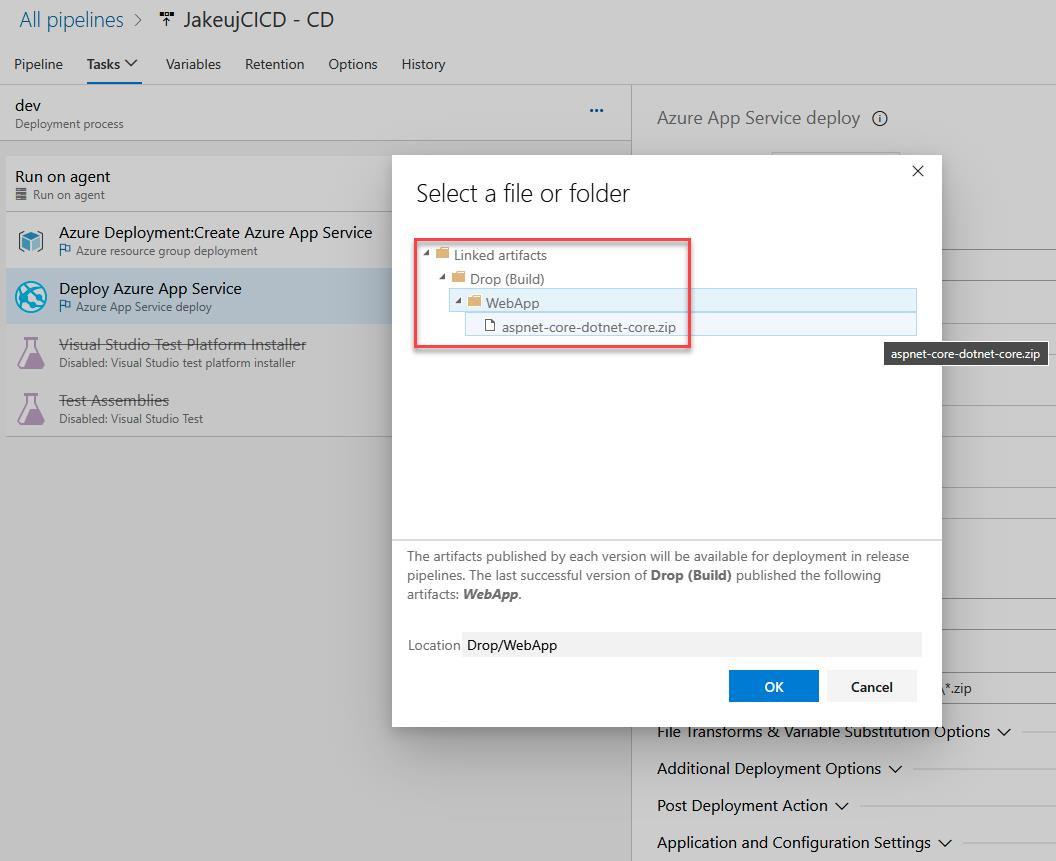 All pipelines > JakeujCICD - CD
Pipeline Tasks Variables Retention Options History
dev
Deployment process
Azure App Service deploy
Run on agent
Run on agent
Azure Deployment:Create Azure App Service
Azure resource group deployment
Deploy Azure App Service
Azure App Service deploy
Visual Studio Test Platform Installer
Disabled: Visual Studio test platform installer
Test Assemblies
Disabled: Visual Studio Test
Select a file or folder
Linked artifacts
Drop (Build)
WebApp
aspnet-core-dotnet-core.zip
aspnet-core-dotnet-core.zip
The artifacts published by each version will be available for deployment in release
pipelines. The last successful version of Drop (Build) published the following
artifacts: WebApp.
Location Drop/WebApp
OK Cancel
\*.zip
File Transforms & Variable Substitution Options
Additional Deployment Options
Post Deployment Action
Application and Configuration Settings